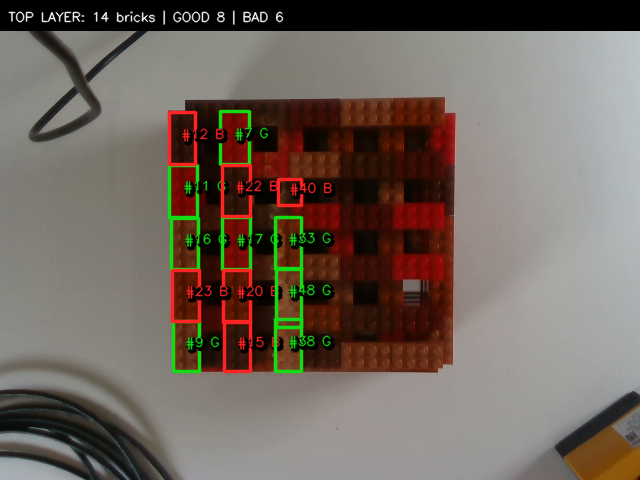 TOP LAYER: 14 bricks | GOOD 8 | BAD 6
#12 B #7 G
#11 G #22 B #40 B
#16 G #17 G #33 G
#23 B #20 B #48 G
#9 G #15 B #38 G